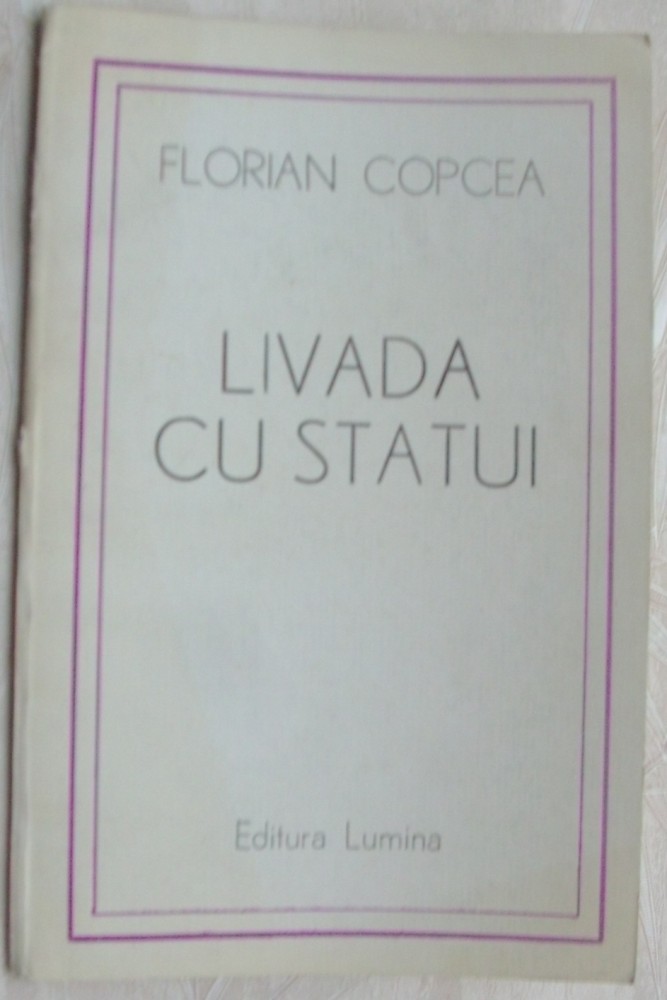 FLORIAN COPCEA
LIVADA
CU STATUI
Editura Lumina